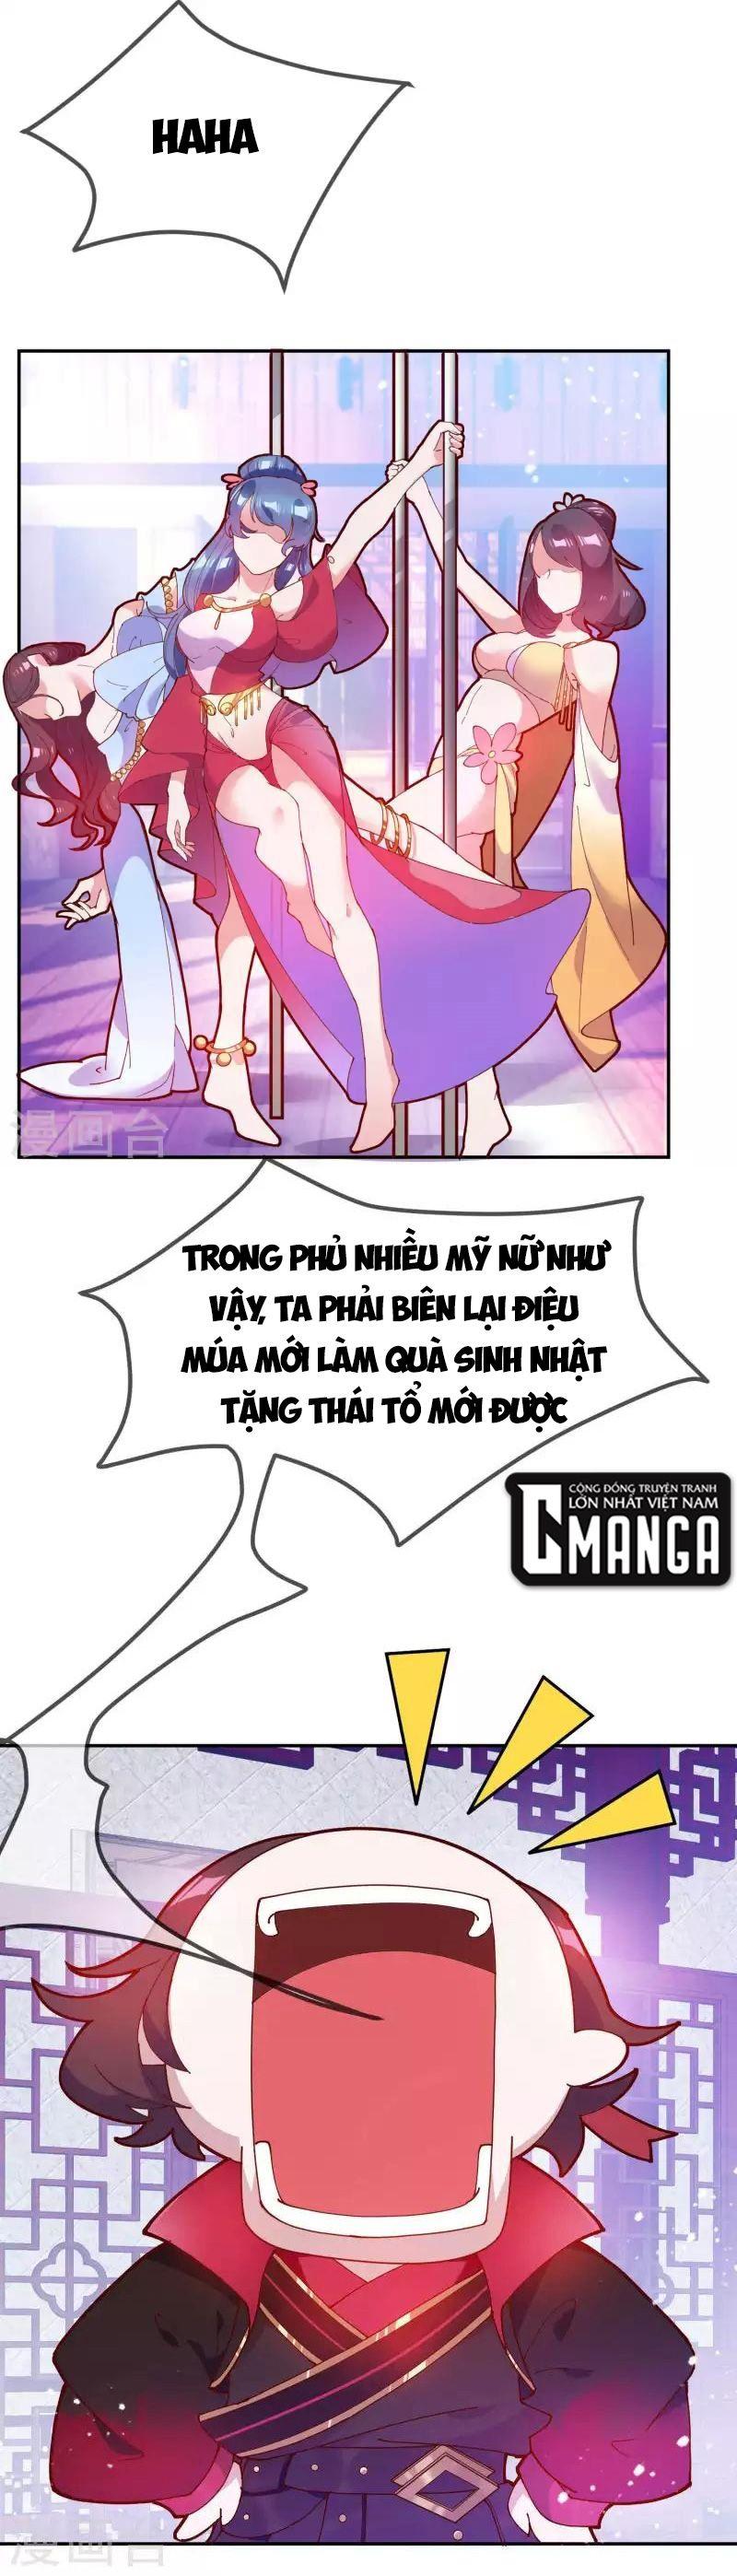 HAHA
漫画台
TRONG PHỦ NHIỀU MỸ NỮ NHƯ
VẬY, TA PHẢI BIÊN LẠI ĐIỆU
MÚA MỚI LÀM QUÀ SINH NHẬT
TẶNG THÁI TỔ MỚI ĐƯỢC
CỘNG ĐỒNG TRUYỆN TRANH
LỚN NHẤT VIỆT NAM
CMANGA
漫画台